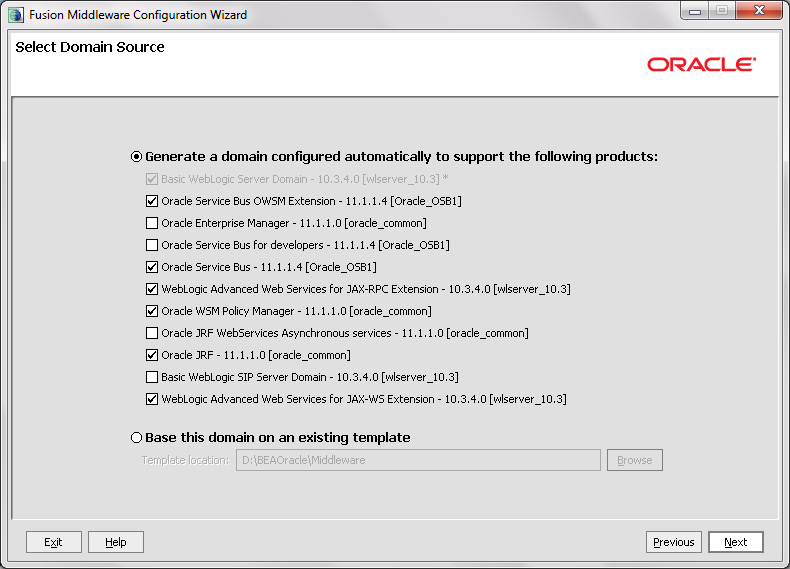 Fusion Middleware Configuration Wizard
Select Domain Source
ORACLE
Generate a domain configured automatically to support the following products:
Basic WebLogic Server Domain - 10.3.4.0 [wlserver_10.3] *
Oracle Service Bus OWSM Extension - 11.1.1.4 [Oracle_OSB1]
Oracle Enterprise Manager - 11.1.1.0 [oracle_common]
Oracle Service Bus for developers - 11.1.1.4 [Oracle_OSB1]
Oracle Service Bus - 11.1.1.4 [Oracle_OSB1]
WebLogic Advanced Web Services for JAX-RPC Extension - 10.3.4.0 [wlserver_10.3]
Oracle WSM Policy Manager - 11.1.1.0 [oracle_common]
Oracle JRF WebServices Asynchronous services - 11.1.1.0 [oracle_common]
Oracle JRF - 11.1.1.0 [oracle_common]
Basic WebLogic SIP Server Domain - 10.3.4.0 [wlserver_10.3]
WebLogic Advanced Web Services for JAX-WS Extension - 10.3.4.0 [wlserver_10.3]
Base this domain on an existing template
Template location: D:\BEAOracle\Middleware Browse
Exit Help Previous Next